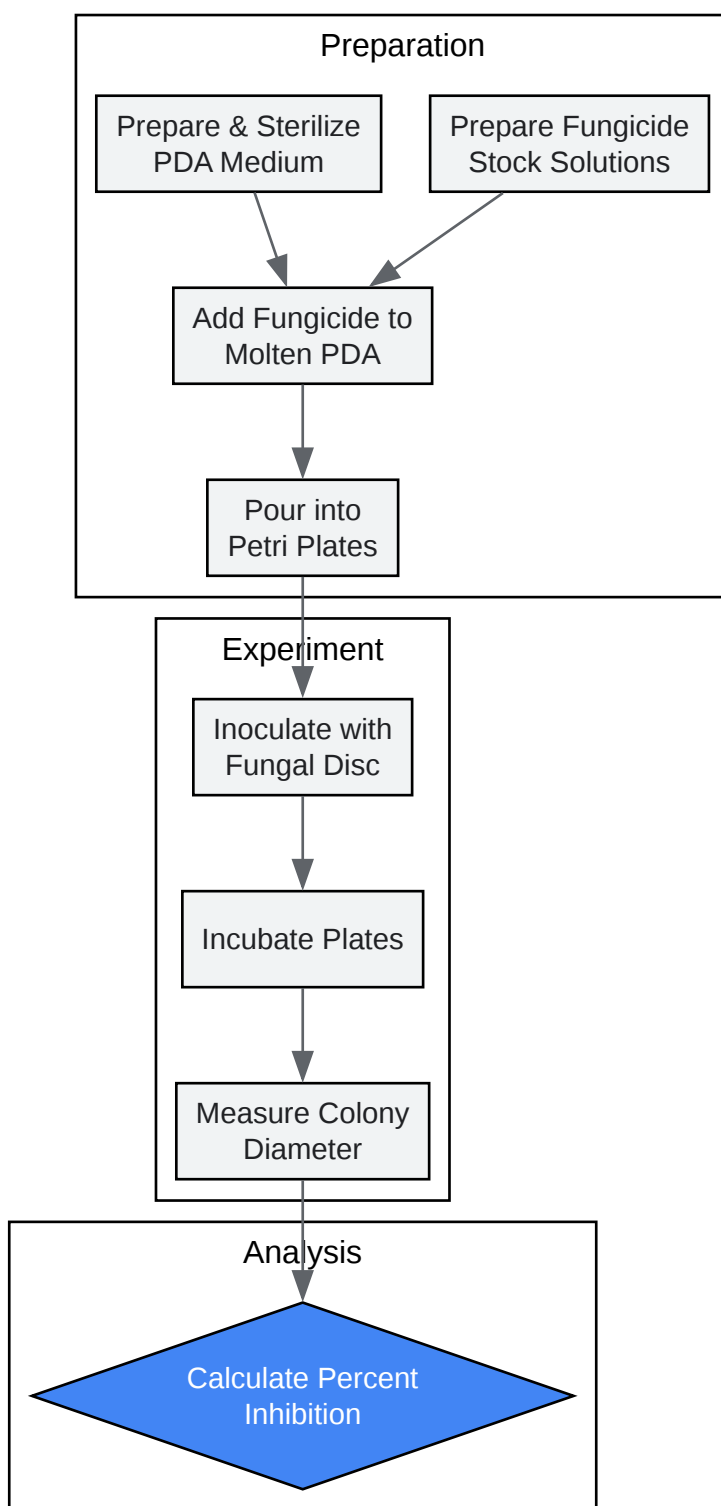 Preparation
Prepare & Sterilize
PDA Medium
Prepare Fungicide
Stock Solutions
Add Fungicide to
Molten PDA
Pour into
Petri Plates
Experiment
Inoculate with
Fungal Disc
Incubate Plates
Measure Colony
Diameter
Analysis
Calculate Percent
Inhibition